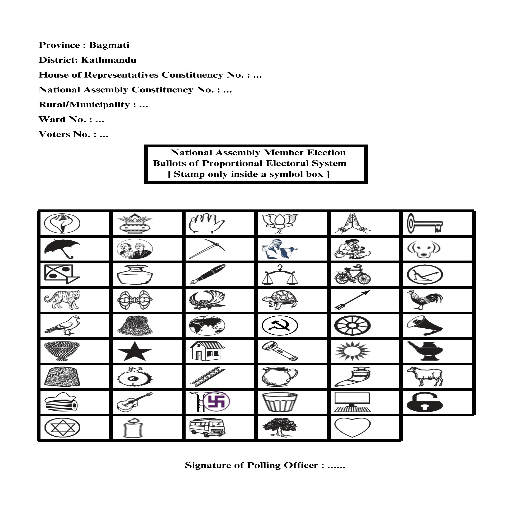 Province : Bagmati
District: Kathmandu
House of Representatives Constituency No. : ...
National Assembly Constituency No. : ...
Rural/Municipality : ...
Ward No. : ...
Voters No. : ...
National Assembly Member Election
Ballots of Proportional Electoral System
[ Stamp only inside a symbol box ]
Signature of Polling Officer : ......